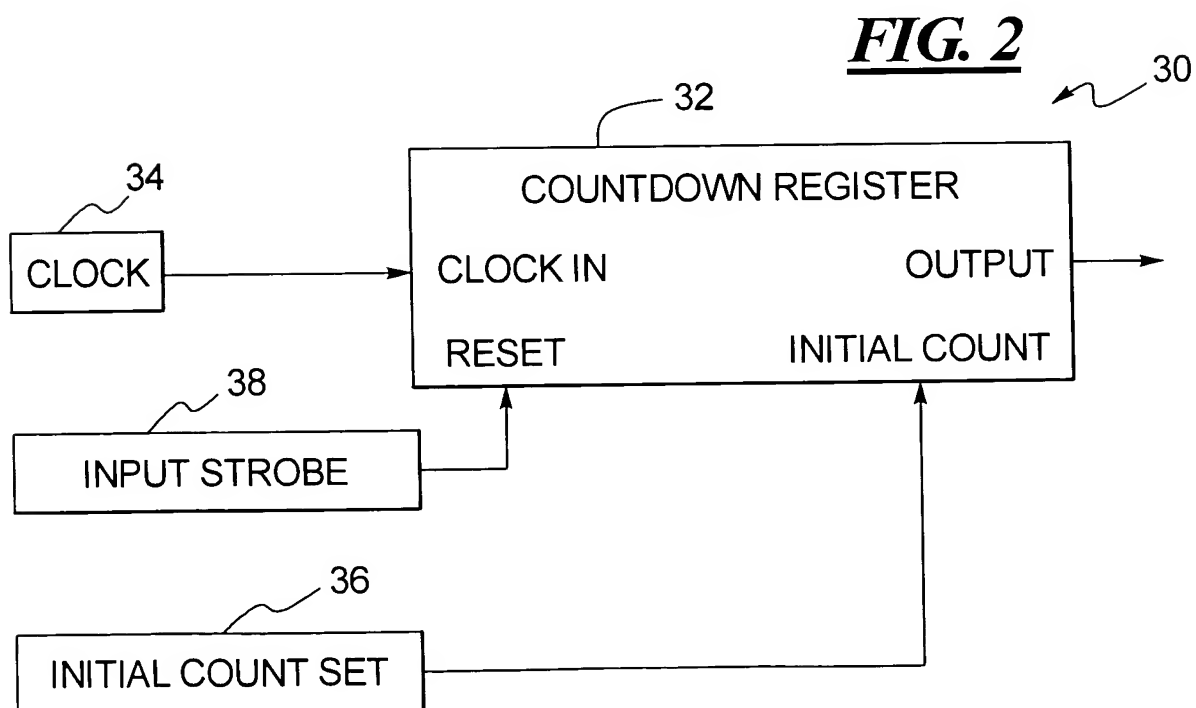 FIG. 2
30
32
34
COUNTDOWN REGISTER
CLOCK
CLOCK IN
OUTPUT
RESET
INITIAL COUNT
38
INPUT STROBE
36
INITIAL COUNT SET